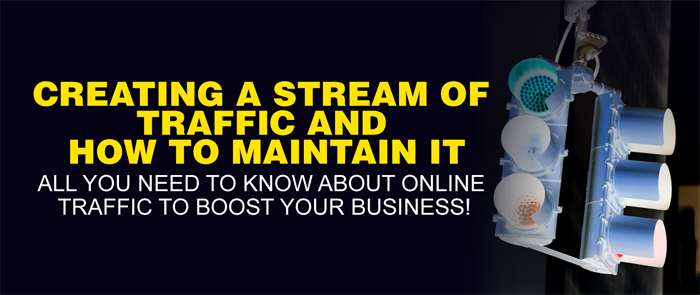 CREATING A STREAM OF
TRAFFIC AND
HOW TO MAINTAIN IT
ALL YOU NEED TO KNOW ABOUT ONLINE
TRAFFIC TO BOOST YOUR BUSINESS!